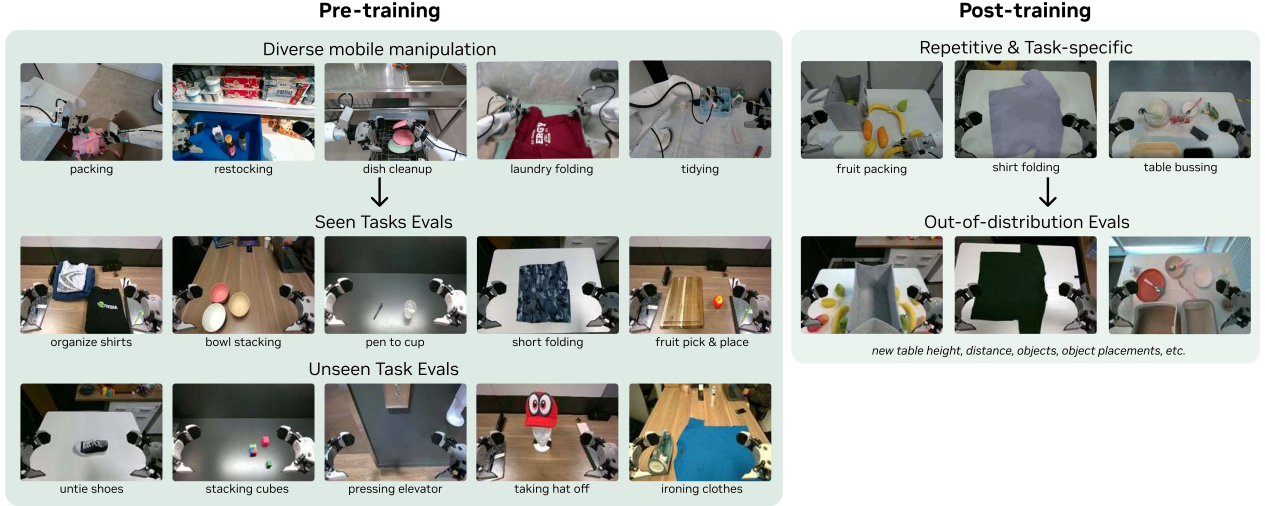 Pre-training
Diverse mobile manipulation
packing
restocking
dish cleanup
laundry folding
tidying
Seen Tasks Evals
organize shirts
bowl stacking
pen to cup
short folding
fruit pick & place
Unseen Task Evals
untie shoes
stacking cubes
pressing elevator
taking hat off
ironing clothes
Post-training
Repetitive & Task-specific
fruit packing
shirt folding
table bussing
Out-of-distribution Evals
new table height, distance, objects, object placements, etc.
ERGY
NVIDIA